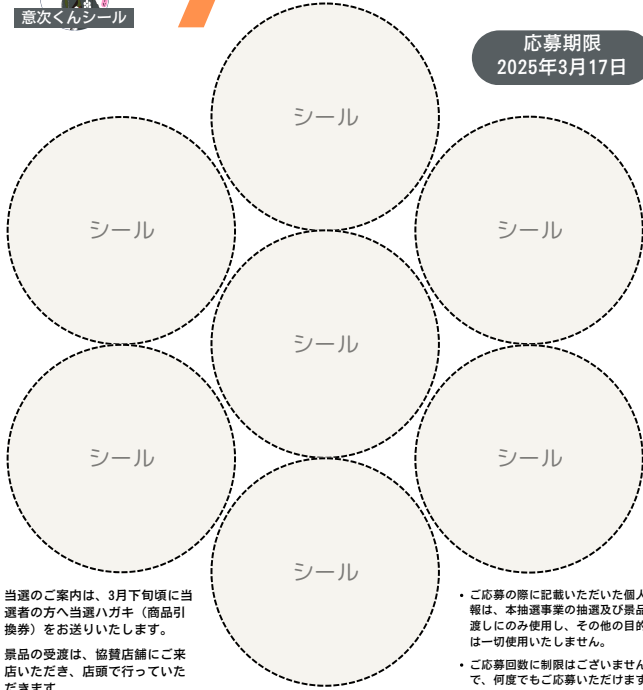 意次くんシール
応募期限
2025年3月17日
シール
シール
シール
シール
シール
シール
シール
当選のご案内は、3月下旬頃に当
選者の方へ当選ハガキ（商品引
換券）をお送りいたします。
景品の受渡は、協賛店舗にご来
店いただき、店頭で行っていた
だきます
・ご応募の際に記載いただいた個人
報は、本抽選事業の抽選及び景品
渡しにのみ使用し、その他の目的
は一切使用いたしません。
・ご応募回数に制限はございません
で、何度でもご応募いただけます